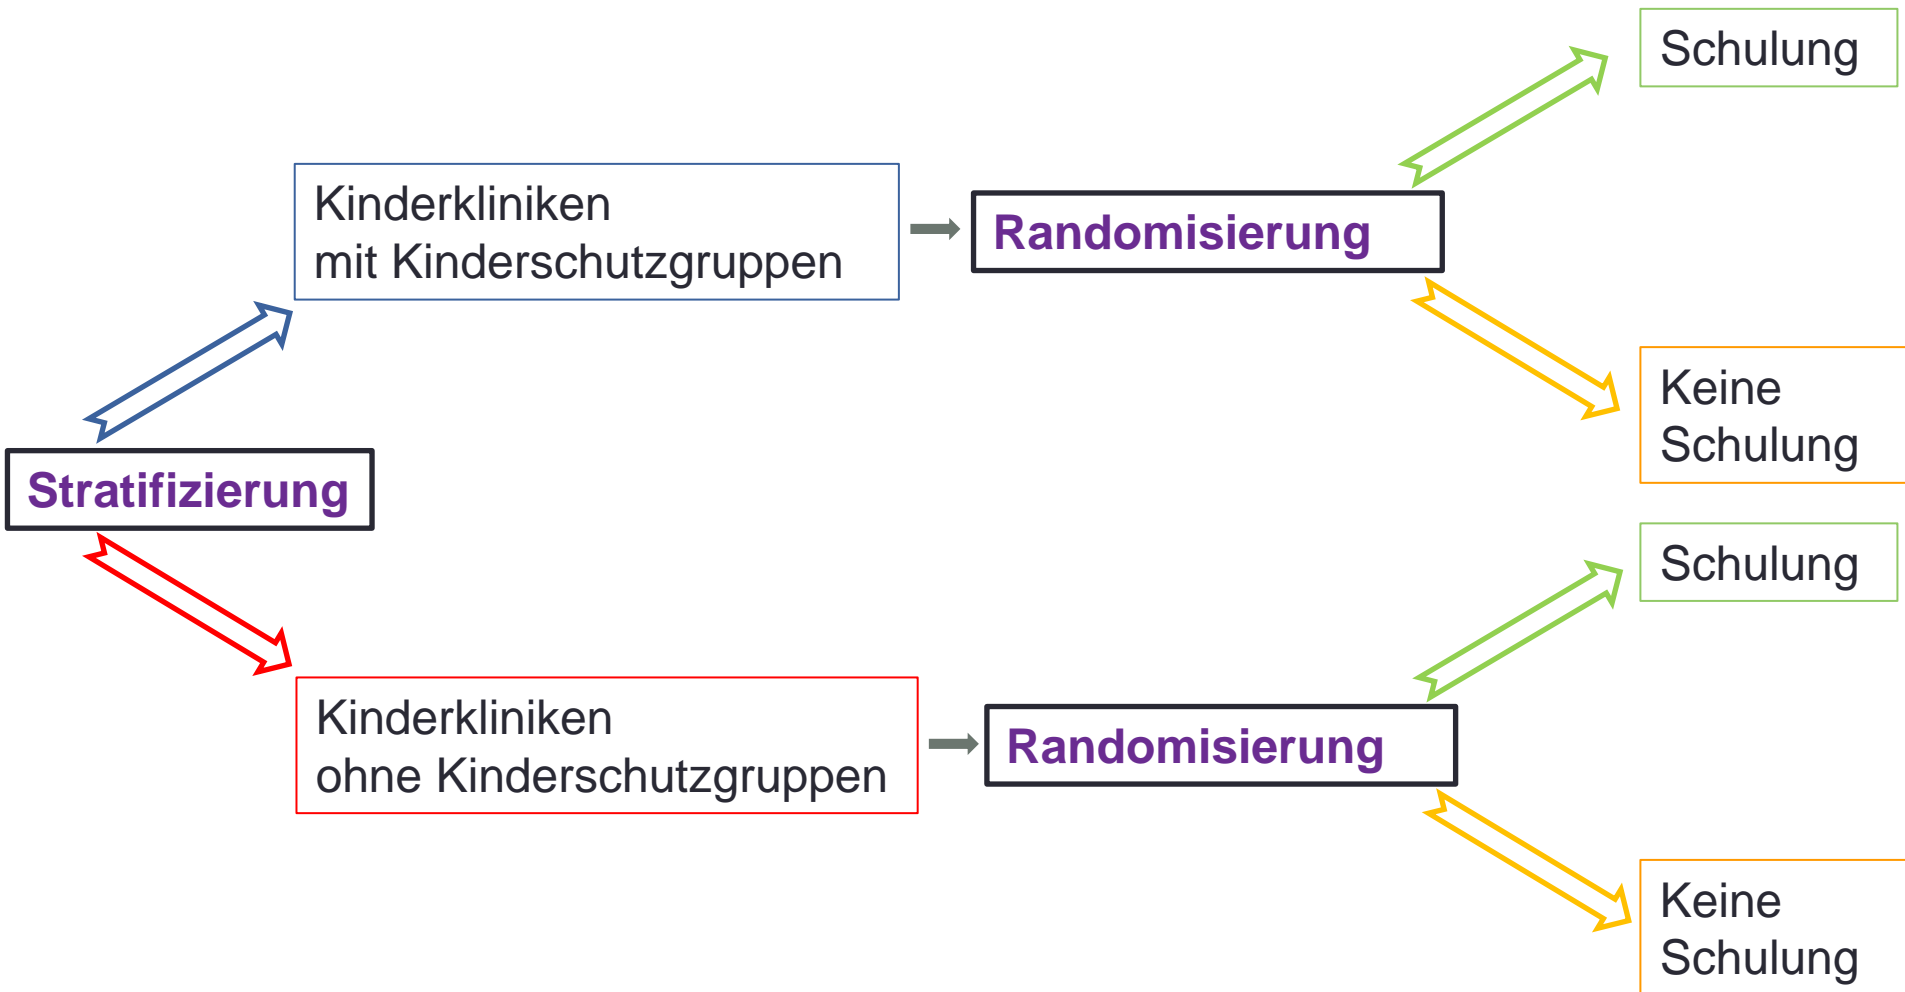 Stratifizierung
Kinderkliniken
mit Kinderschutzgruppen
Randomisierung
Schulung
Keine
Schulung
Kinderkliniken
ohne Kinderschutzgruppen
Randomisierung
Schulung
Keine
Schulung